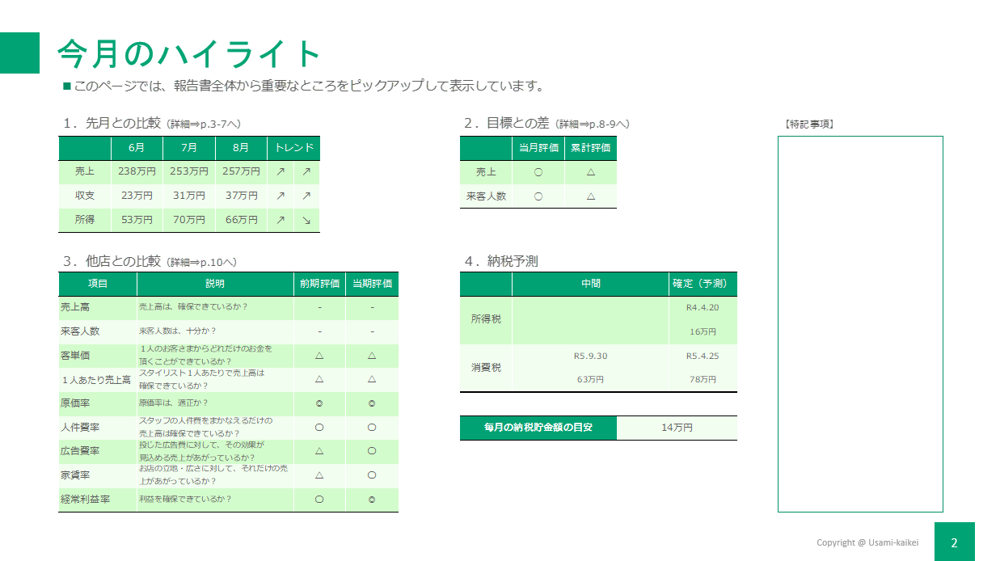 今月のハイライト
■このページでは、報告書全体から重要なところをピックアップして表示しています。
１．先月との比較（詳細⇒p.3-7へ）
6月 7月 8月 トレンド
売上 238万円 253万円 257万円 ↗ ↗
収支 23万円 31万円 37万円 ↗ ↗
所得 53万円 70万円 66万円 ↗ ↘
２．目標との差（詳細⇒p.8-9へ）
当月評価 累計評価
売上 ○ △
来客人数 ○ △
【特記事項】
３．他店との比較（詳細⇒p.10へ）
項目 説明 前期評価 当期評価
売上高 売上高は、確保できているか？ - -
来客人数 来客人数は、十分か？ - -
客単価 １人のお客さまからどれだけのお金を
頂くことができているか？ △ △
１人あたり売上高 スタイリスト１人あたりで売上高は
確保できているか？ △ △
原価率 原価率は、適正か？ ◎ ◎
人件費率 スタッフの人件費をまかなえるだけの
売上高は確保できているか？ ○ ○
広告費率 投じた広告費に対して、その効果が
見込める売上があがっているか？ △ ○
家賃率 お店の立地・広さに対して、それだけの売
上があがっているか？ △ ○
経常利益率 利益を確保できているか？ ○ ◎
４．納税予測
中間 確定（予測）
所得税 R4.4.20
16万円
消費税 R5.9.30 R5.4.25
63万円 78万円
毎月の納税貯金額の目安 14万円
Copyright @ Usami-kaikei
2